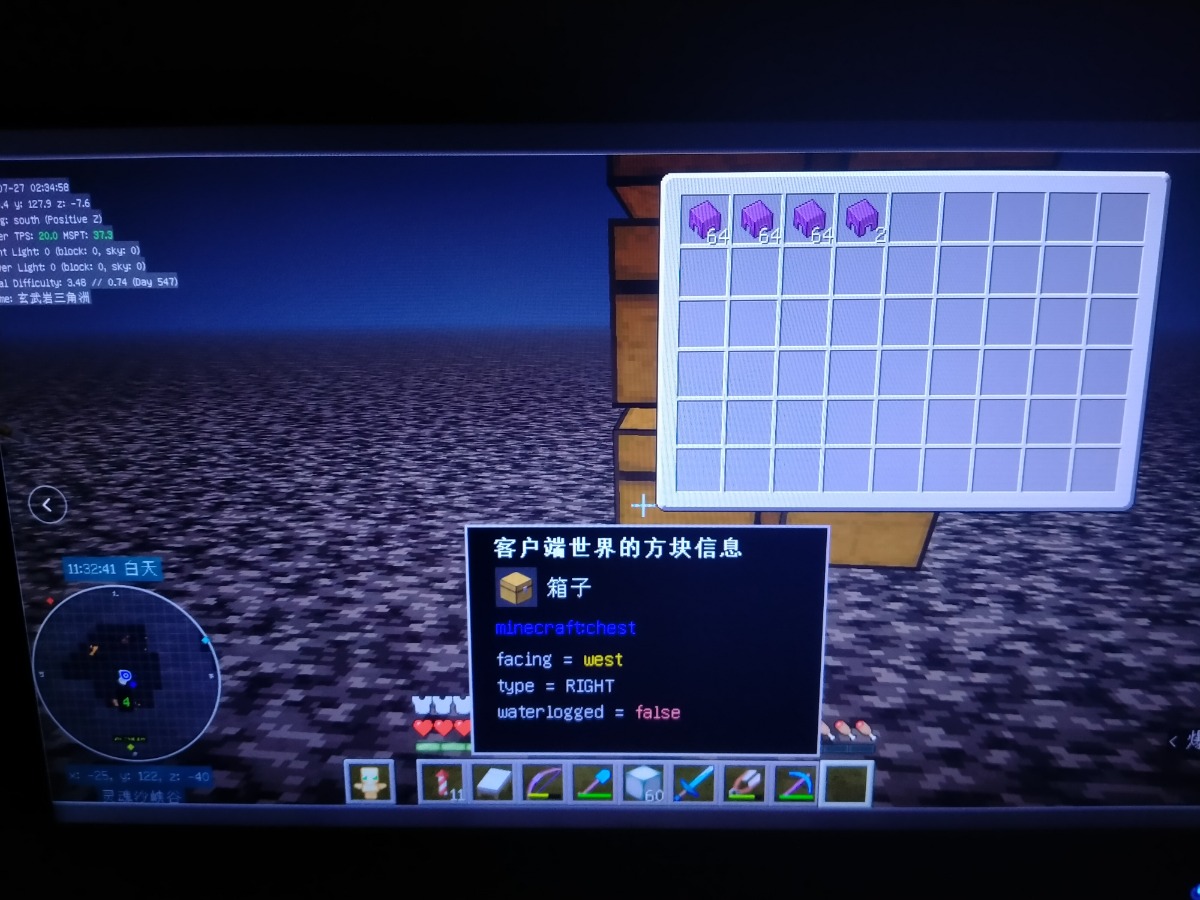 07-27 02:34:58
.4 y: 127.9 z: -7.6
g: south (Positive Z)
er TPS: 20.0 MSPT: 37.3
nt Light: 0 (block: 0, sky: 0)
er Light: 0 (block: 0, sky: 0)
al Difficulty: 3.48 // 0.74 (Day 547)
me: 玄武岩三角洲
64
64
64
2
客户端世界的方块信息
箱子
minecraft:chest
facing = west
type = RIGHT
waterlogged = false
11:32:41 白天
4
x: -25, y: 122, z: -40
灵魂沙峡谷
11
60